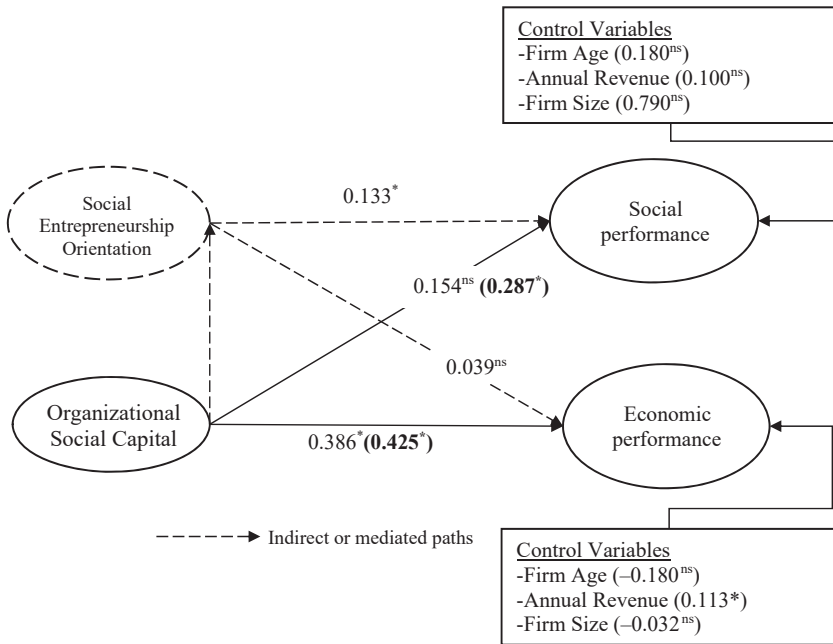 Control Variables
-Firm Age (0.180ns)
-Annual Revenue (0.100ns)
-Firm Size (0.790ns)
Social
Entrepreneurship
Orientation
0.133*
Social
performance
0.154ns (0.287*)
0.039ns
Organizational
Social Capital
0.386*(0.425*)
Economic
performance
Indirect or mediated paths
Control Variables
-Firm Age (–0.180ns)
-Annual Revenue (0.113*)
-Firm Size (–0.032ns)